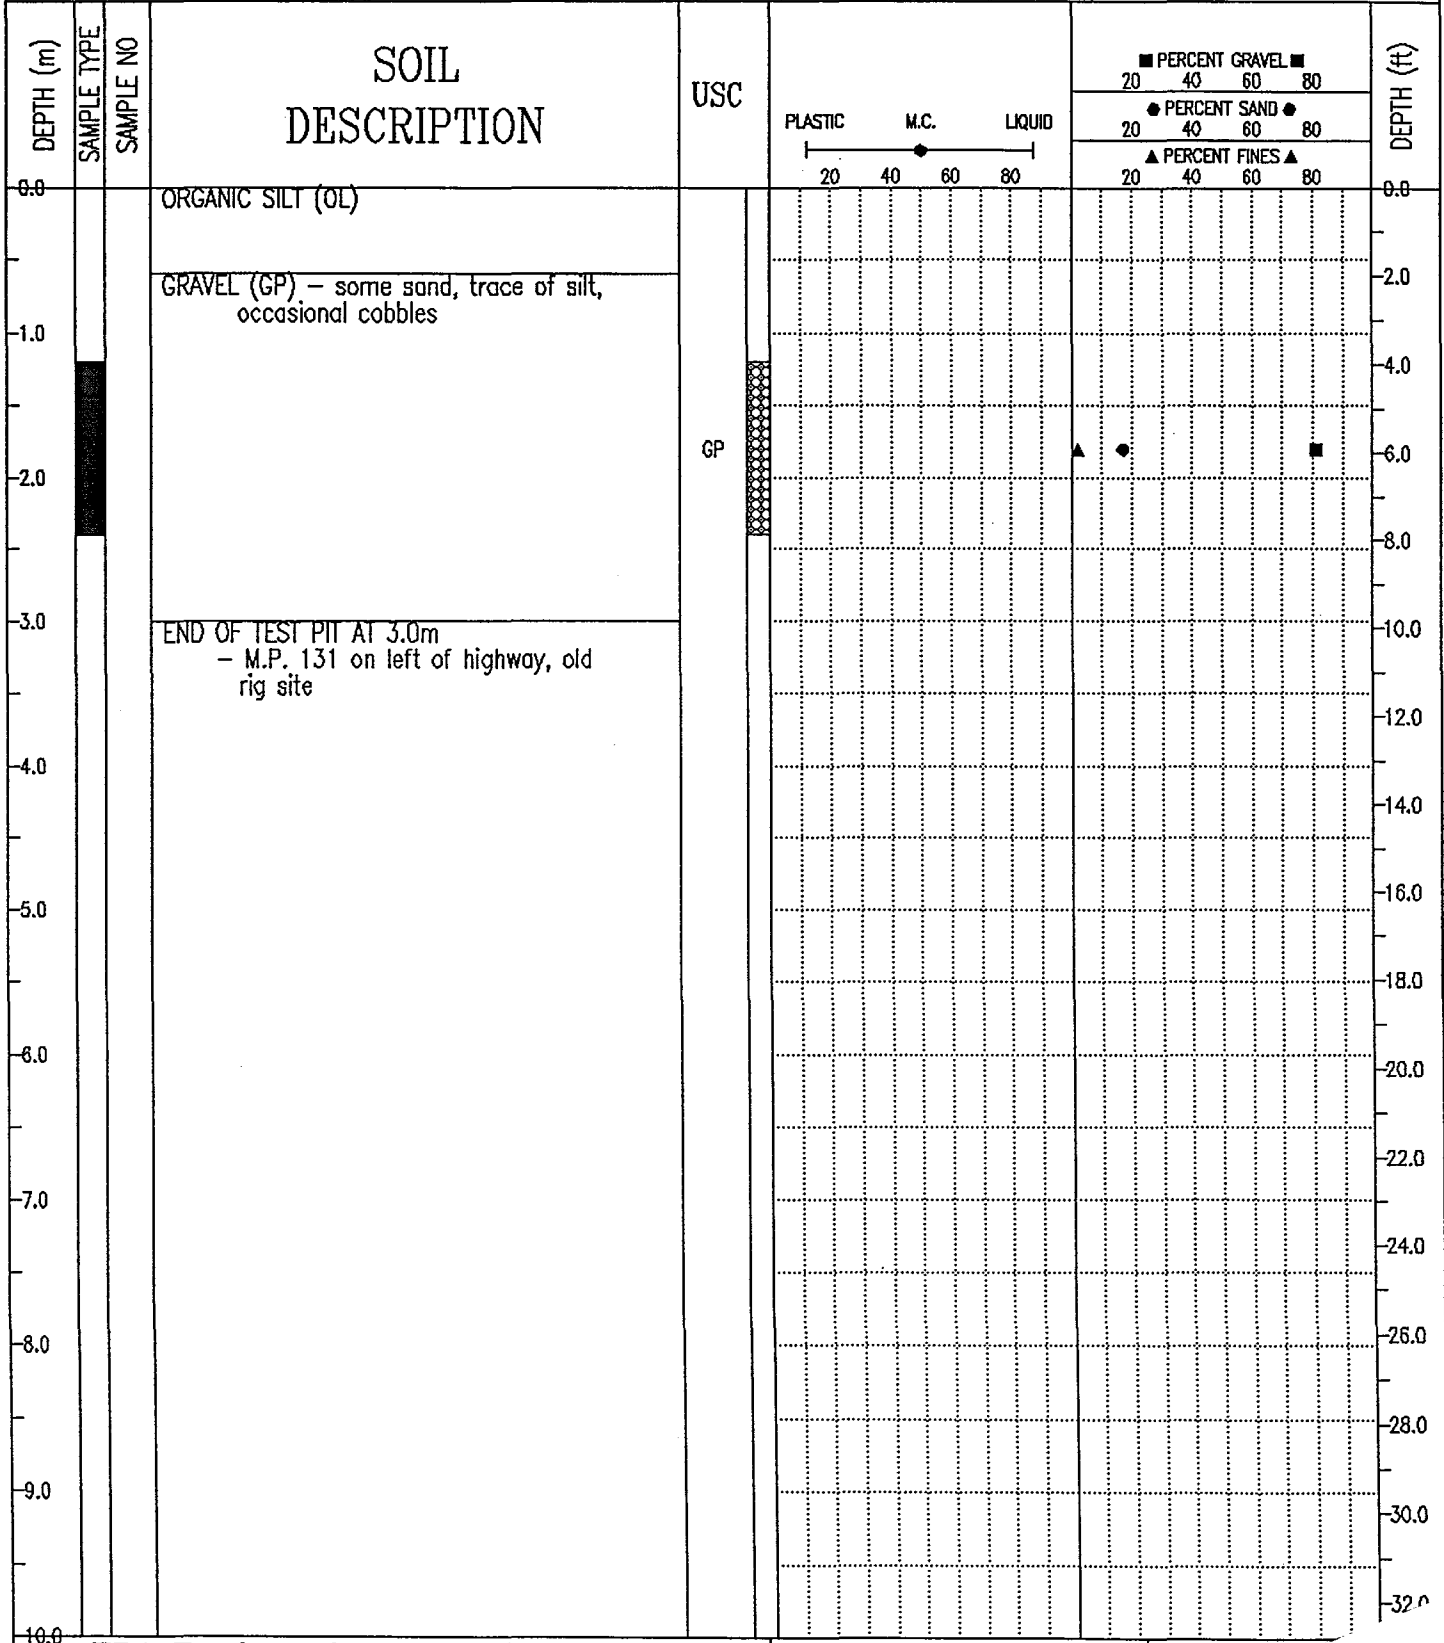 DEPTH (m)
SAMPLE TYPE
SAMPLE NO
SOIL
DESCRIPTION
USC
PLASTIC M.C. LIQUID
20 40 60 80
■ PERCENT GRAVEL ■
20 40 60 80
● PERCENT SAND ●
20 40 60 80
▲ PERCENT FINES ▲
20 40 60 80
DEPTH (ft)
0.0
ORGANIC SILT (OL)
0.0
GRAVEL (GP) – some sand, trace of silt,
occasional cobbles
2.0
1.0
4.0
GP
6.0
2.0
8.0
3.0
END OF TEST PIT AT 3.0m
– M.P. 131 on left of highway, old
rig site
10.0
12.0
4.0
14.0
16.0
5.0
18.0
6.0
20.0
22.0
7.0
24.0
8.0
26.0
28.0
9.0
30.0
32.0
10.0